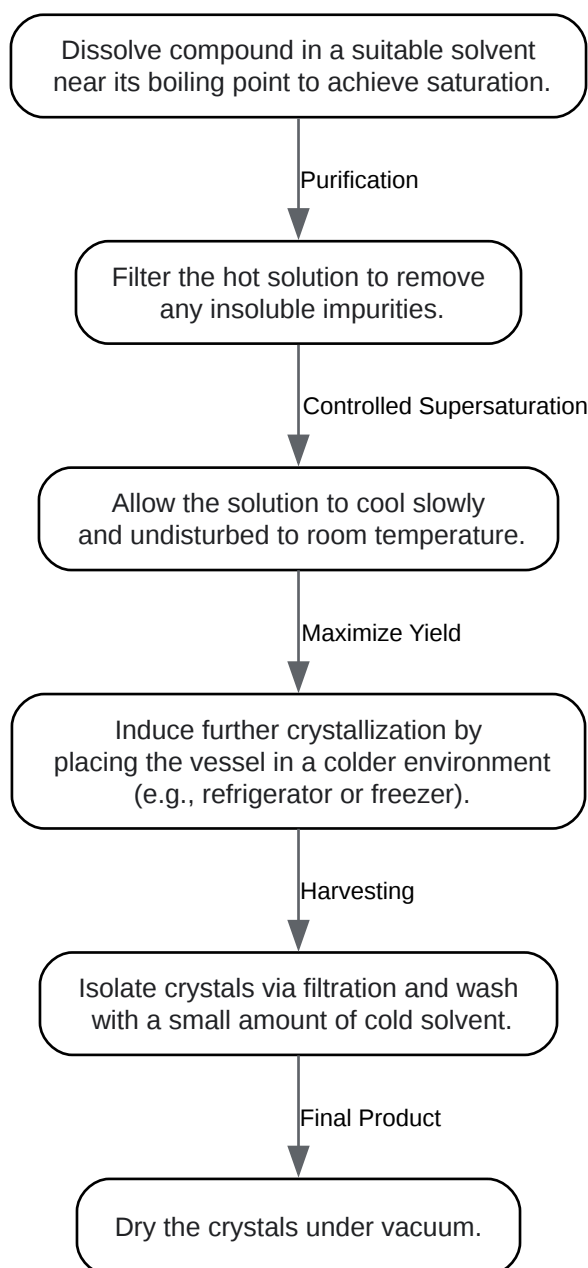 Dissolve compound in a suitable solvent
near its boiling point to achieve saturation.
Purification
Filter the hot solution to remove
any insoluble impurities.
Controlled Supersaturation
Allow the solution to cool slowly
and undisturbed to room temperature.
Maximize Yield
Induce further crystallization by
placing the vessel in a colder environment
(e.g., refrigerator or freezer).
Harvesting
Isolate crystals via filtration and wash
with a small amount of cold solvent.
Final Product
Dry the crystals under vacuum.